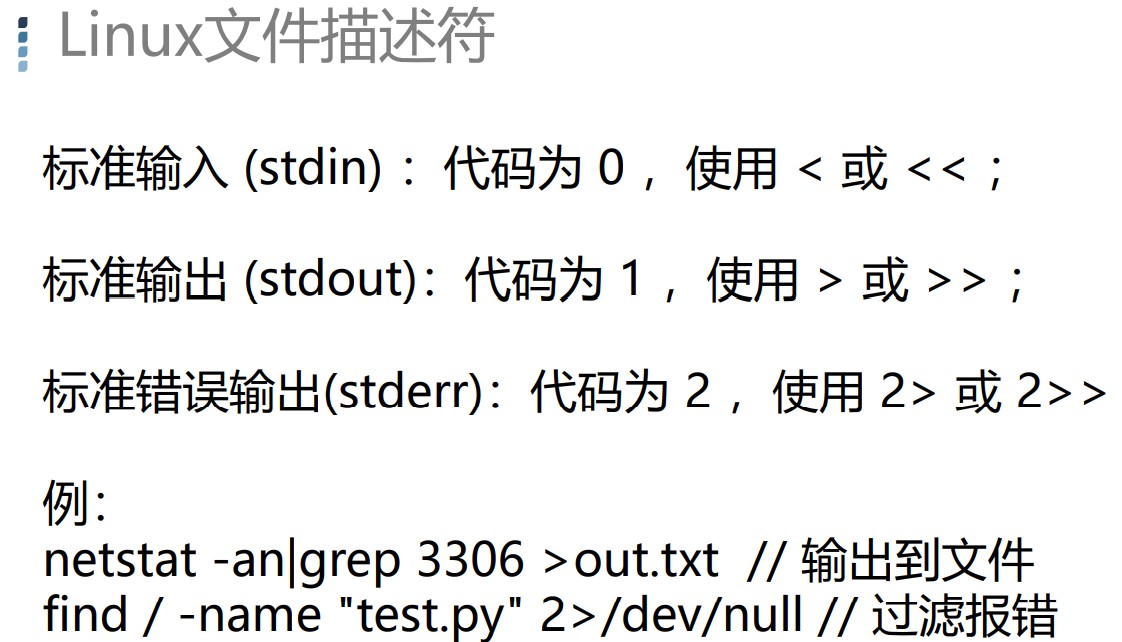 Linux文件描述符
标准输入 (stdin) ：代码为 0 ，使用 < 或 << ；
标准输出 (stdout)：代码为 1 ，使用 > 或 >> ；
标准错误输出(stderr)：代码为 2 ，使用 2> 或 2>>
例：
netstat -an|grep 3306 >out.txt // 输出到文件
find / -name "test.py" 2>/dev/null // 过滤报错